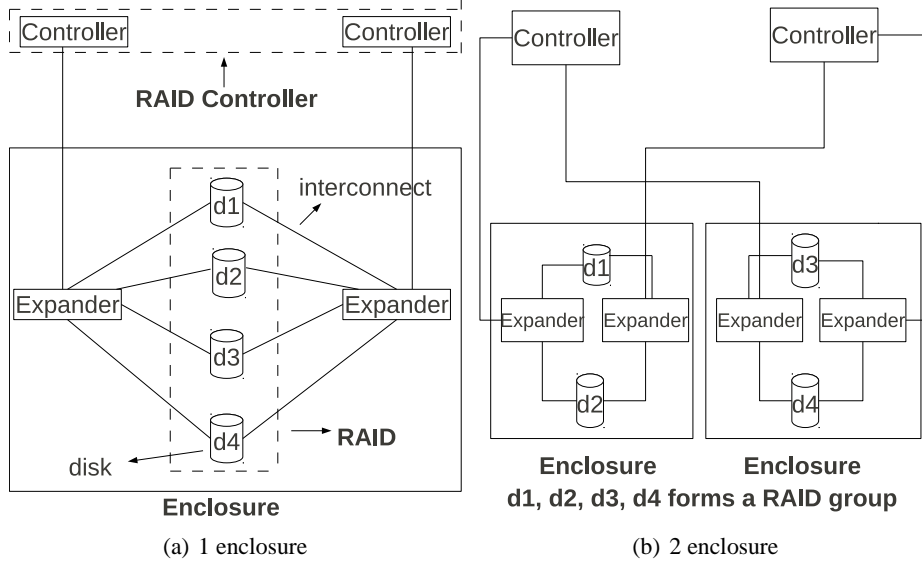 Controller
Controller
RAID Controller
interconnect
d1
d2
Expander
Expander
d3
d4
RAID
disk
Enclosure
(a) 1 enclosure
Controller
Controller
d1
Expander
Expander
d2
d3
Expander
Expander
d4
Enclosure
Enclosure
d1, d2, d3, d4 forms a RAID group
(b) 2 enclosure